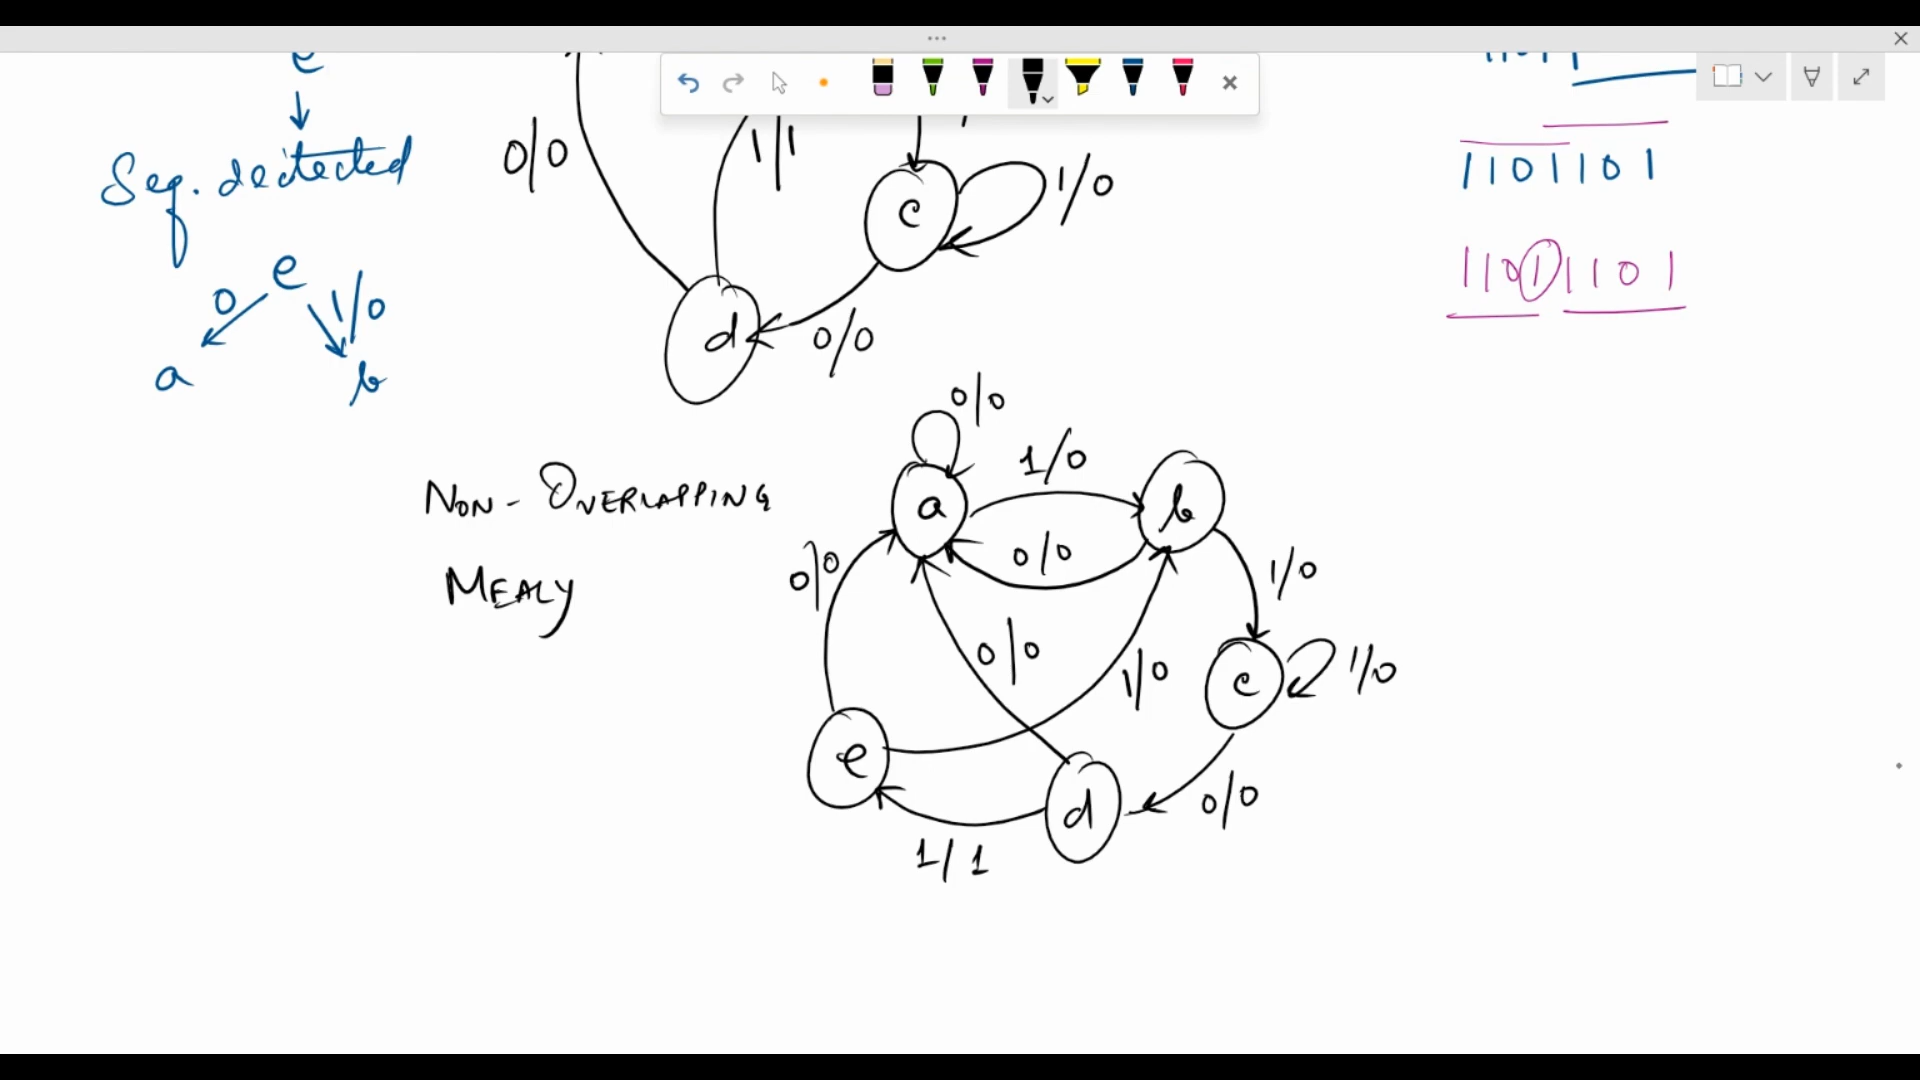 e
Seq. detected
e
0
1/0
a
b
0/0
1/1
c
1/0
d
0/0
1101101
1101101
NON-OVERLAPPING
MEALY
0/0
a
1/0
b
0/0
0/0
1/0
0/0
1/0
c
1/0
e
d
0/0
1/1